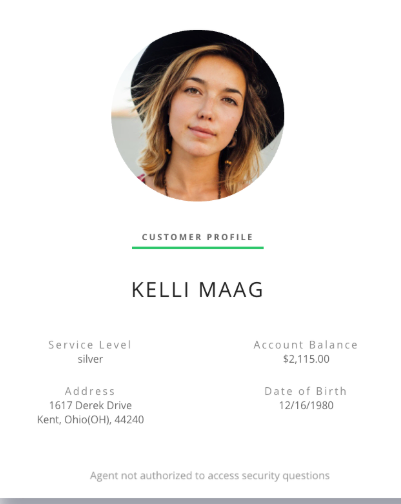 CUSTOMER PROFILE
KELLI MAAG
Service Level
silver
Account Balance
$2,115.00
Address
1617 Derek Drive
Kent, Ohio(OH), 44240
Date of Birth
12/16/1980
Agent not authorized to access security questions